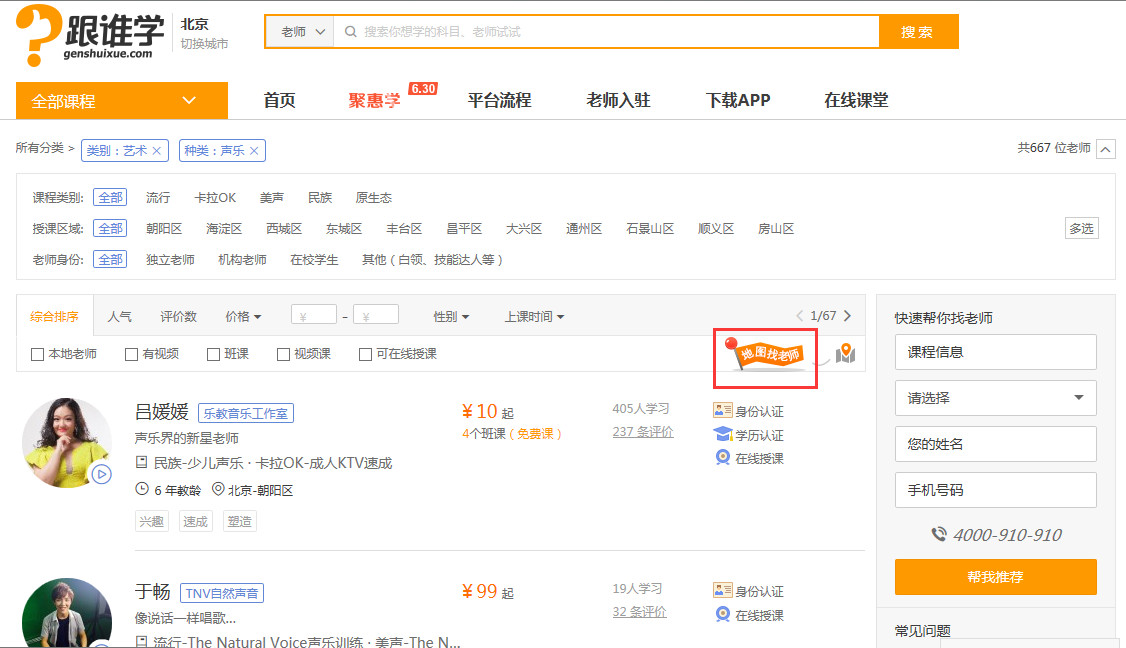 跟谁学
genshuixue.com
北京
切换城市
老师
搜索你想学的科目、老师试试
搜 索
全部课程
首页
聚惠学
6.30
平台流程
老师入驻
下载APP
在线课堂
所有分类 >
类别：艺术 ×
种类：声乐 ×
共667 位老师
课程类别: 全部 流行 卡拉OK 美声 民族 原生态
授课区域: 全部 朝阳区 海淀区 西城区 东城区 丰台区 昌平区 大兴区 通州区 石景山区 顺义区 房山区
多选
老师身份: 全部 独立老师 机构老师 在校学生 其他（白领、技能达人等）
综合排序 人气 评价数 价格 ¥ - ¥ 性别 上课时间 1/67
本地老师 有视频 班课 视频课 可在线授课
地图找老师
吕媛媛 乐教音乐工作室
声乐界的新星老师
民族-少儿声乐 · 卡拉OK-成人KTV速成
6 年教龄 北京-朝阳区
兴趣 速成 塑造
¥ 10 起
4个班课（免费课）
405人学习
237 条评价
身份认证
学历认证
在线授课
于畅 TNV自然声音
像说话一样唱歌...
流行-The Natural Voice声乐训练 · 美声-The N...
¥ 99 起
19人学习
32 条评价
身份认证
在线授课
快速帮你找老师
课程信息
请选择
您的姓名
手机号码
4000-910-910
帮我推荐
常见问题